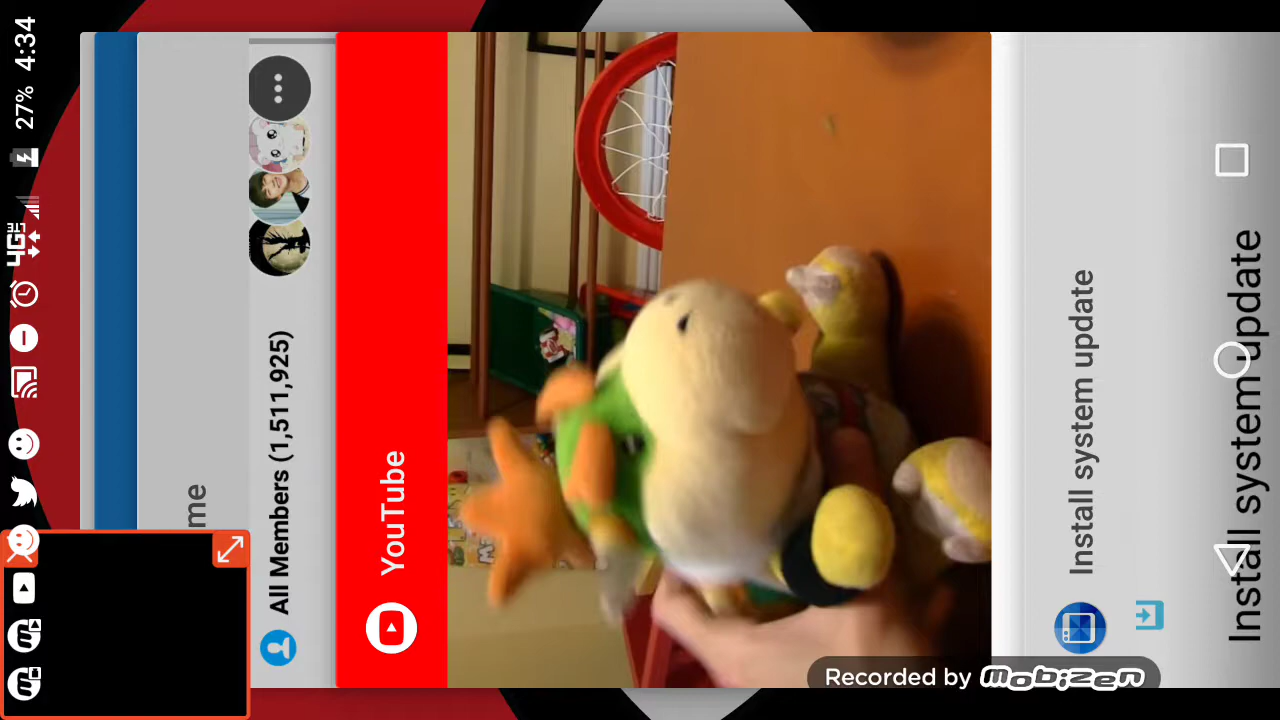 4:34
27%
4G LTE
me
All Members (1,511,925)
YouTube
Install system update
Install system update
Recorded by mobizen